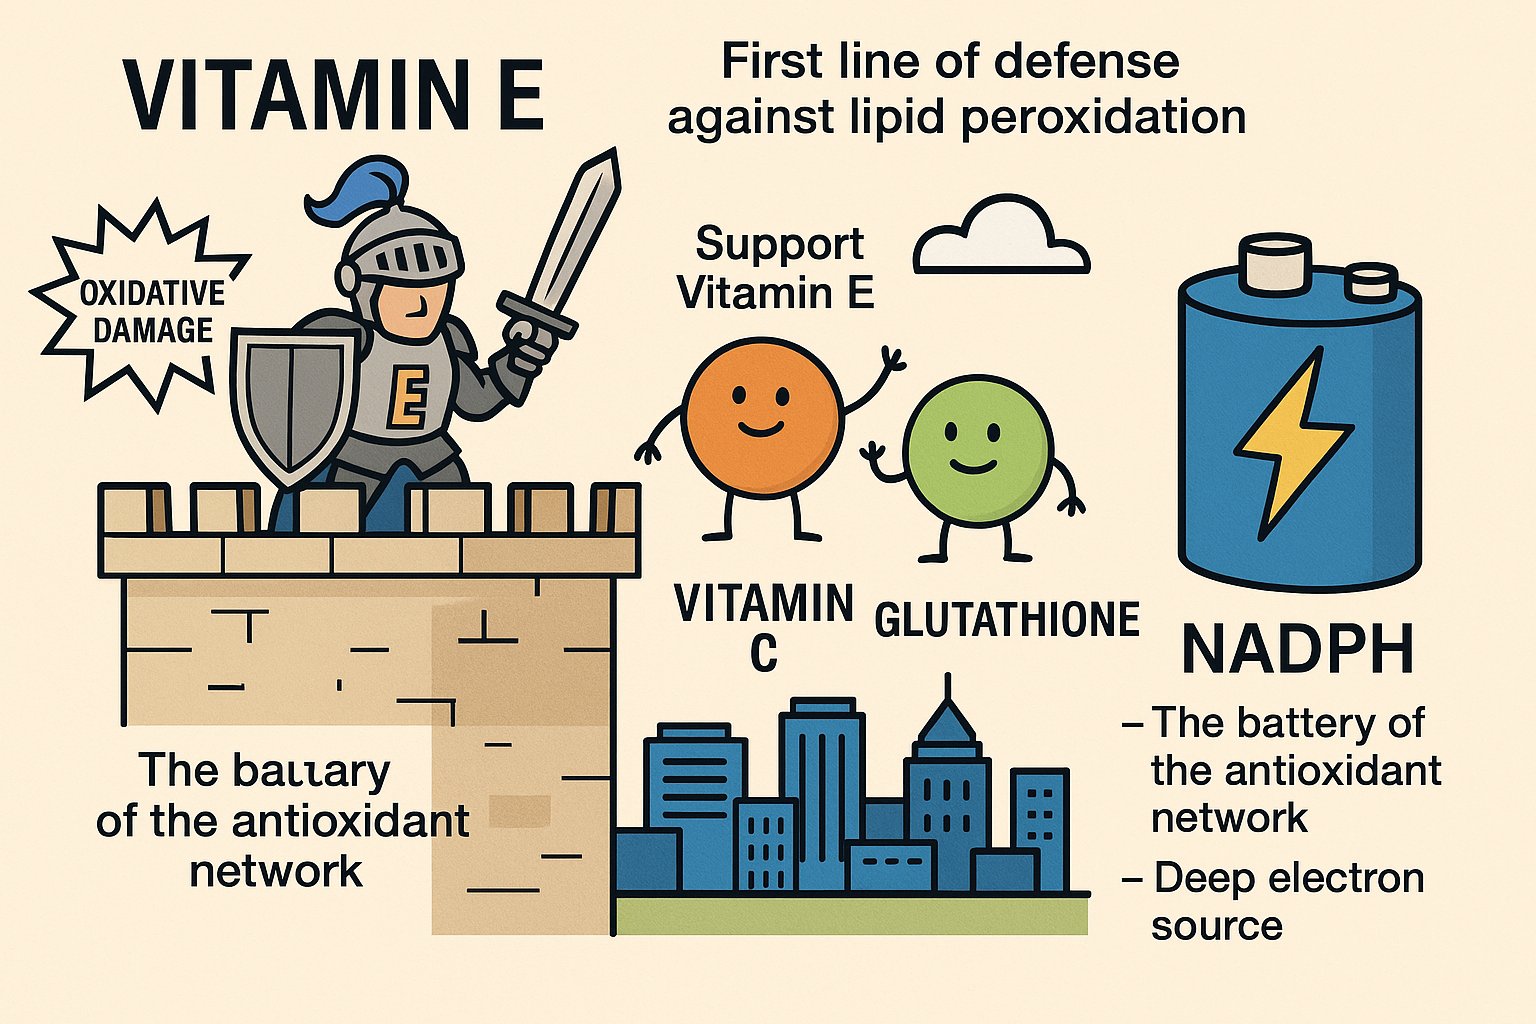 VITAMIN E
First line of defense
against lipid peroxidation
OXIDATIVE
DAMAGE
E
Support
Vitamin E
VITAMIN
C
GLUTATHIONE
NADPH
– The battery of
the antioxidant
network
– Deep electron
source
The
of the antioxidant
network